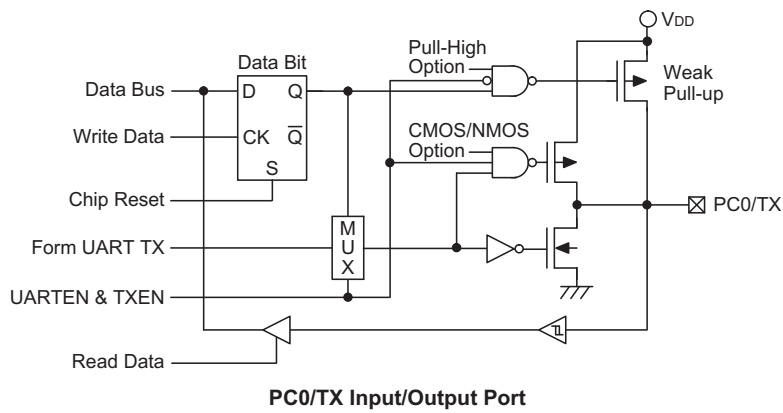 VDD
Pull-High
Option
Weak
Pull-up
Data Bit
Data Bus
D
Q
Write Data
CK
Q
S
CMOS/NMOS
Option
Chip Reset
PC0/TX
Form UART TX
M
U
X
UARTEN & TXEN
Read Data
PC0/TX Input/Output Port